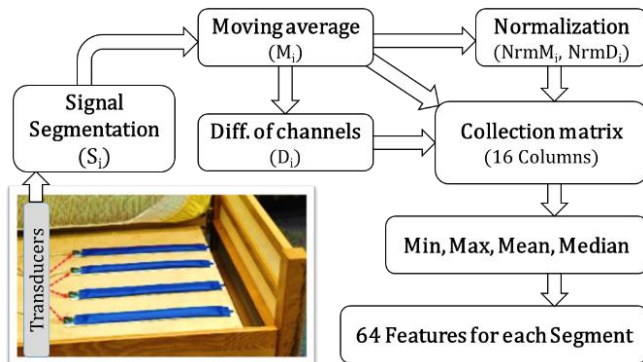 Moving average
(Mi)
Normalization
(NrmMi, NrmDi)
Signal
Segmentation
(Si)
Diff. of channels
(Di)
Collection matrix
(16 Columns)
Transducers
Min, Max, Mean, Median
64 Features for each Segment